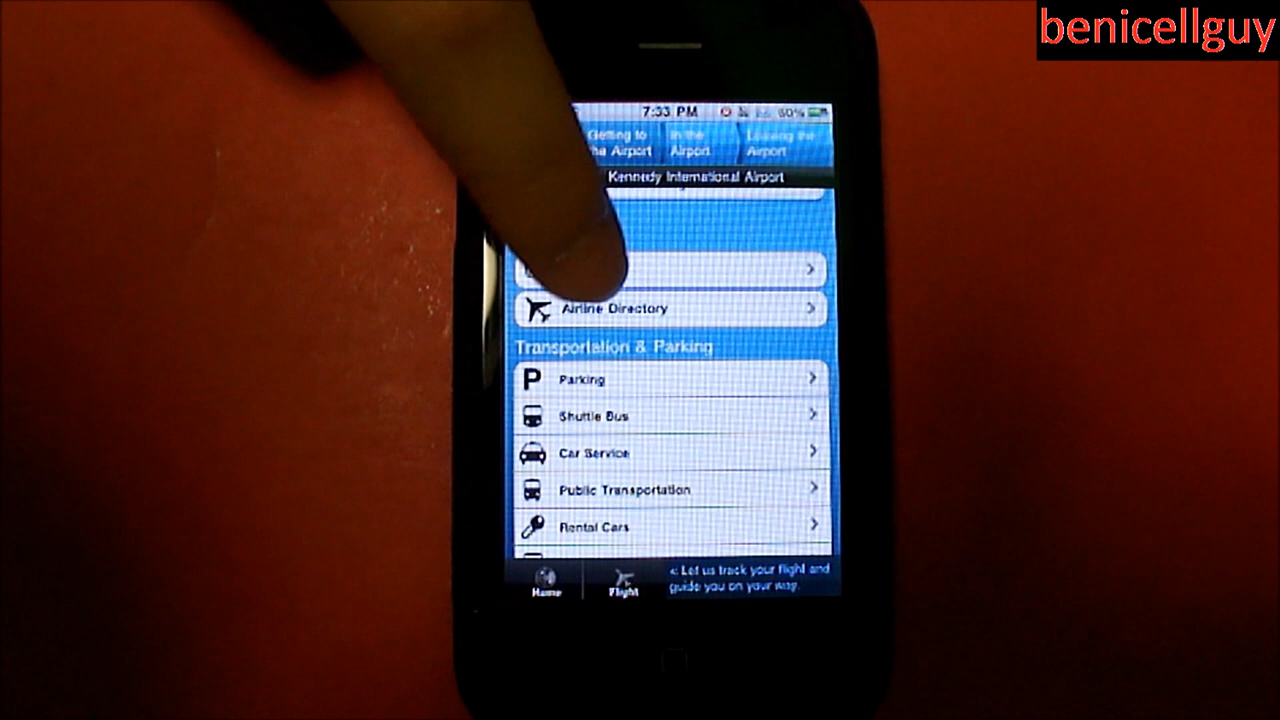 benicellguy
7:33 PM 60%
Getting to
the Airport
In the
Airport
Leaving the
Airport
Kennedy International Airport
Airline Directory
Transportation & Parking
P Parking
Shuttle Bus
Car Service
Public Transportation
Rental Cars
< Let us track your flight and
guide you on your way.
Home
Flight